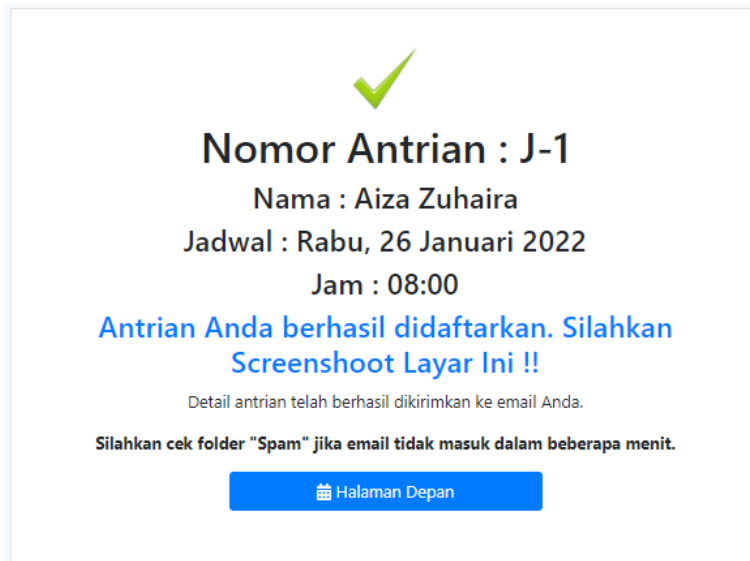 Nomor Antrian : J-1
Nama : Aiza Zuhaira
Jadwal : Rabu, 26 Januari 2022
Jam : 08:00
Antrian Anda berhasil didaftarkan. Silahkan
Screenshoot Layar Ini !!
Detail antrian telah berhasil dikirimkan ke email Anda.
Silahkan cek folder "Spam" jika email tidak masuk dalam beberapa menit.
Halaman Depan